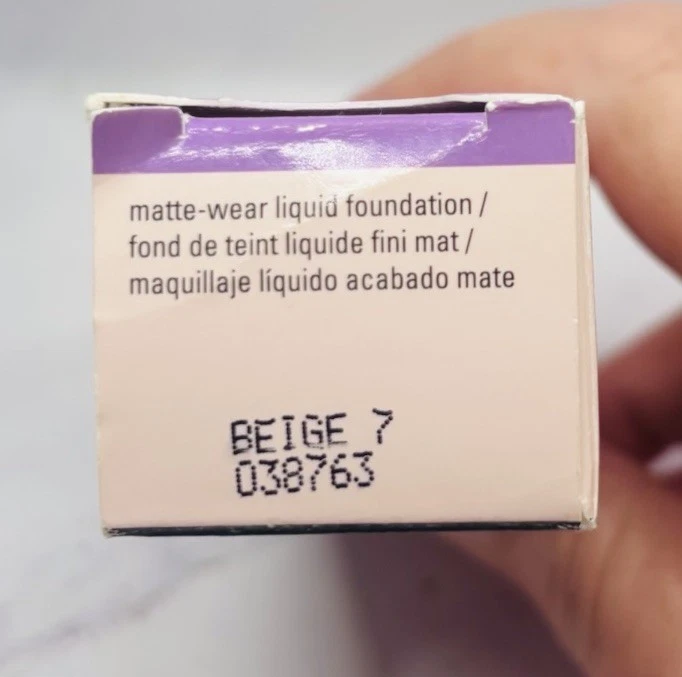 matte-wear liquid foundation /
fond de teint liquide fini mat /
maquillaje líquido acabado mate
BEIGE 7
038763